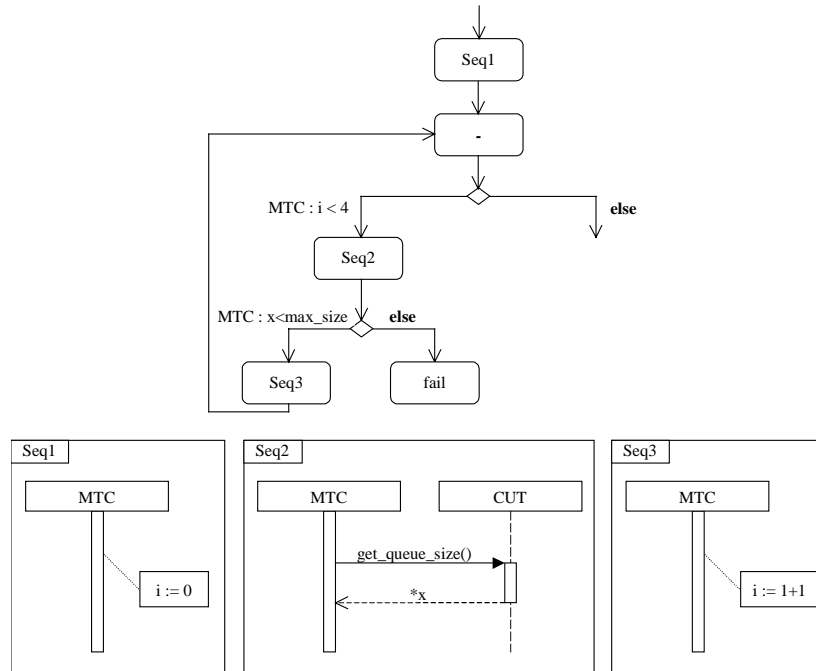 Seq1
-
MTC : i < 4
else
Seq2
MTC : x<max_size
else
Seq3
fail
Seq1
MTC
i := 0
Seq2
MTC
CUT
get_queue_size()
*x
Seq3
MTC
i := 1+1